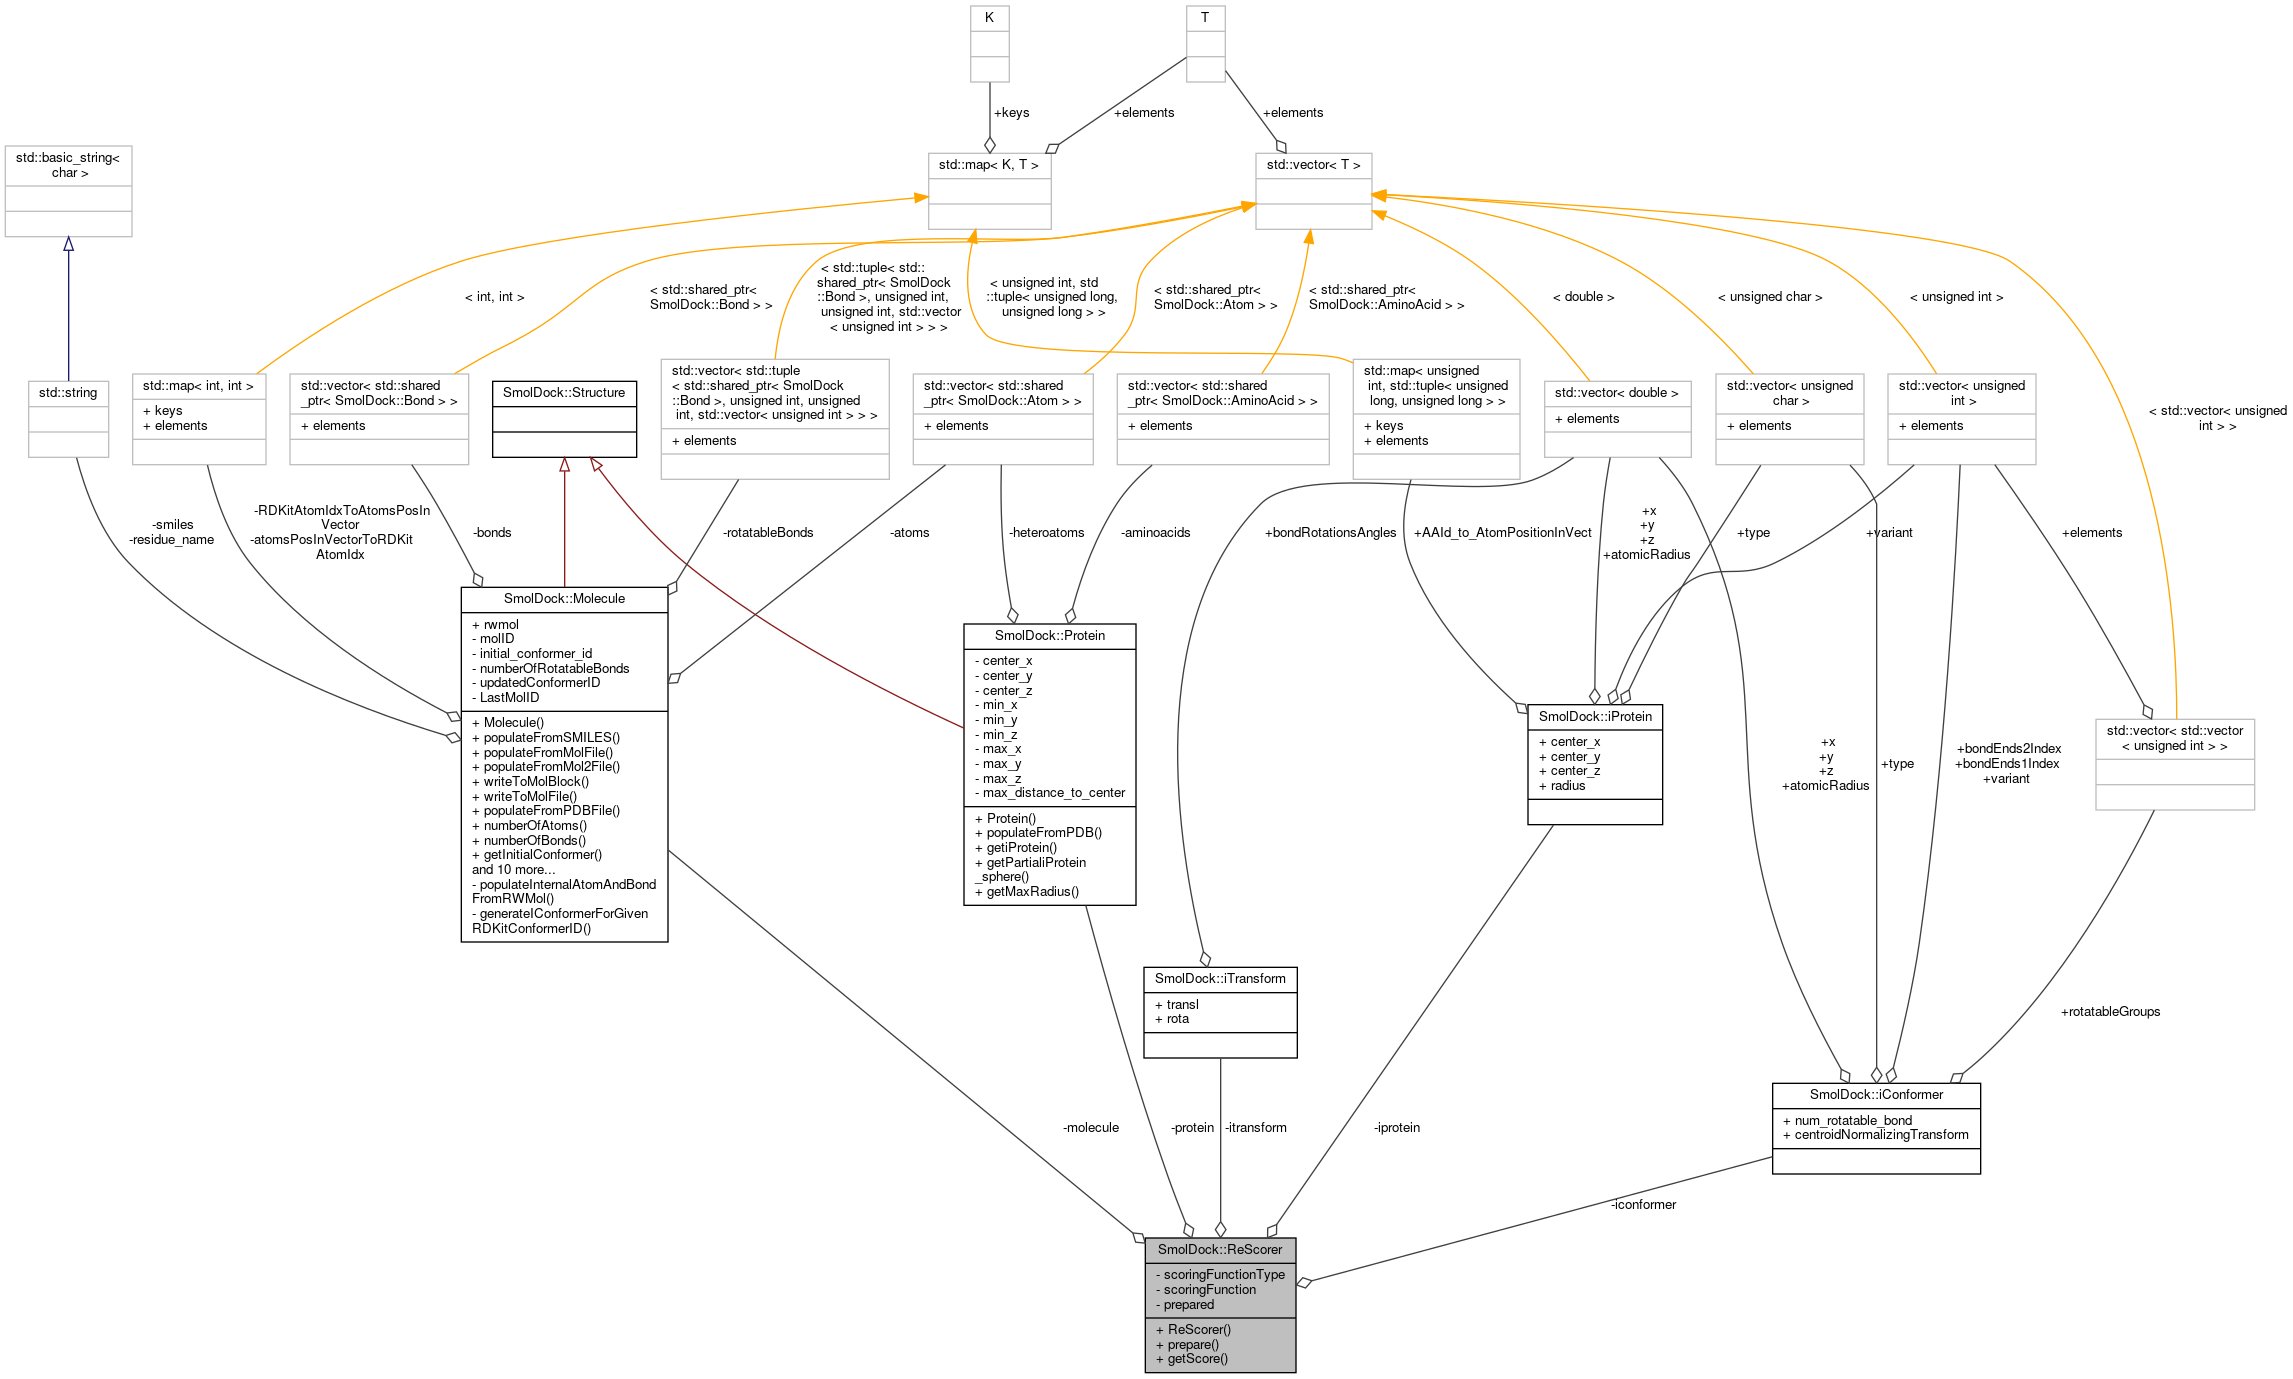 K
T
+keys
+elements
+elements
std::basic_string<
char >
std::map< K, T >
std::vector< T >
< int, int >
< std::shared_ptr<
SmolDock::Bond > >
< std::tuple< std::
shared_ptr< SmolDock
::Bond >, unsigned int,
unsigned int, std::vector
< unsigned int > > >
< unsigned int, std
::tuple< unsigned long,
unsigned long > >
< std::shared_ptr<
SmolDock::Atom > >
< std::shared_ptr<
SmolDock::AminoAcid > >
< double >
< unsigned char >
< unsigned int >
< std::vector< unsigned
int > >
std::string
std::map< int, int >
+ keys
+ elements
std::vector< std::shared
_ptr< SmolDock::Bond > >
+ elements
SmolDock::Structure
std::vector< std::tuple
< std::shared_ptr< SmolDock
::Bond >, unsigned int, unsigned
int, std::vector< unsigned int > > >
+ elements
std::vector< std::shared
_ptr< SmolDock::Atom > >
+ elements
std::vector< std::shared
_ptr< SmolDock::AminoAcid > >
+ elements
std::map< unsigned
int, std::tuple< unsigned
long, unsigned long > >
+ keys
+ elements
std::vector< double >
+ elements
std::vector< unsigned
char >
+ elements
std::vector< unsigned
int >
+ elements
-smiles
-residue_name
-RDKitAtomIdxToAtomsPosIn
Vector
-atomsPosInVectorToRDKit
AtomIdx
-bonds
-rotatableBonds
-atoms
-heteroatoms
-aminoacids
+bondRotationsAngles
+AAId_to_AtomPositionInVect
+x
+y
+z
+atomicRadius
+type
+variant
+elements
SmolDock::Molecule
+ rwmol
- molID
- initial_conformer_id
- numberOfRotatableBonds
- updatedConformerID
- LastMolID
+ Molecule()
+ populateFromSMILES()
+ populateFromMolFile()
+ populateFromMol2File()
+ writeToMolBlock()
+ writeToMolFile()
+ populateFromPDBFile()
+ numberOfAtoms()
+ numberOfBonds()
+ getInitialConformer()
and 10 more...
- populateInternalAtomAndBond
FromRWMol()
- generateIConformerForGiven
RDKitConformerID()
SmolDock::Protein
- center_x
- center_y
- center_z
- min_x
- min_y
- min_z
- max_x
- max_y
- max_z
- max_distance_to_center
+ Protein()
+ populateFromPDB()
+ getiProtein()
+ getPartialiProtein
_sphere()
+ getMaxRadius()
SmolDock::iProtein
+ center_x
+ center_y
+ center_z
+ radius
+x
+y
+z
+atomicRadius
+type
+bondEnds2Index
+bondEnds1Index
+variant
std::vector< std::vector
< unsigned int > >
SmolDock::iTransform
+ transl
+ rota
+rotatableGroups
SmolDock::iConformer
+ num_rotatable_bond
+ centroidNormalizingTransform
-molecule
-protein
-itransform
-iprotein
-iconformer
SmolDock::ReScorer
- scoringFunctionType
- scoringFunction
- prepared
+ ReScorer()
+ prepare()
+ getScore()